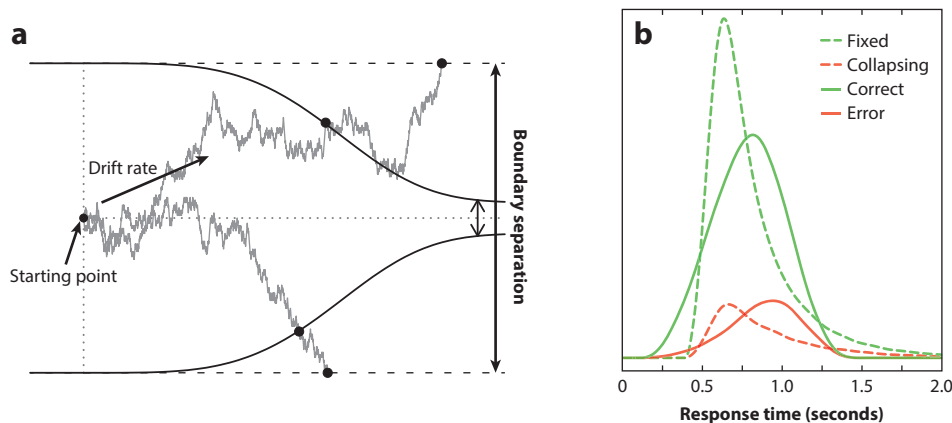 a
Drift rate
Starting point
Boundary separation
b
Fixed
Collapsing
Correct
Error
0
0.5
1.0
1.5
2.0
Response time (seconds)